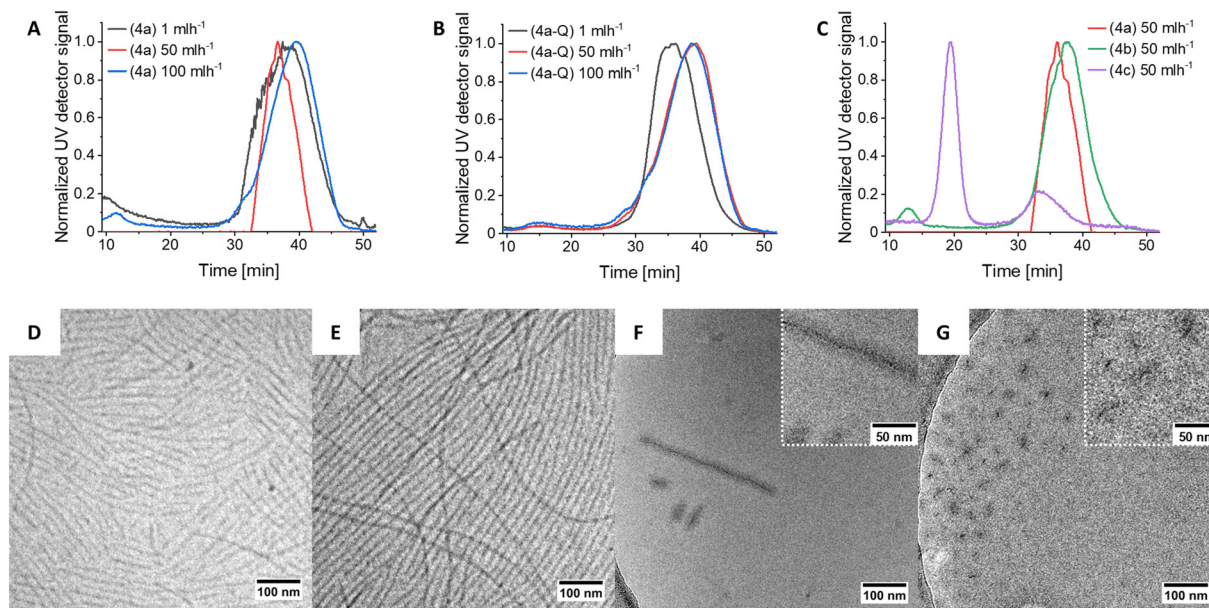 A
(4a) 1 mlh⁻¹
(4a) 50 mlh⁻¹
(4a) 100 mlh⁻¹
Normalized UV detector signal
1.0
0.8
0.6
0.4
0.2
0
10 20 30 40 50
Time [min]
B
(4a-Q) 1 mlh⁻¹
(4a-Q) 50 mlh⁻¹
(4a-Q) 100 mlh⁻¹
Normalized UV detector signal
1.0
0.8
0.6
0.4
0.2
0
10 20 30 40 50
Time [min]
C
(4a) 50 mlh⁻¹
(4b) 50 mlh⁻¹
(4c) 50 mlh⁻¹
Normalized UV detector signal
1.0
0.8
0.6
0.4
0.2
0
10 20 30 40 50
Time [min]
D
100 nm
E
100 nm
F
50 nm
100 nm
G
50 nm
100 nm